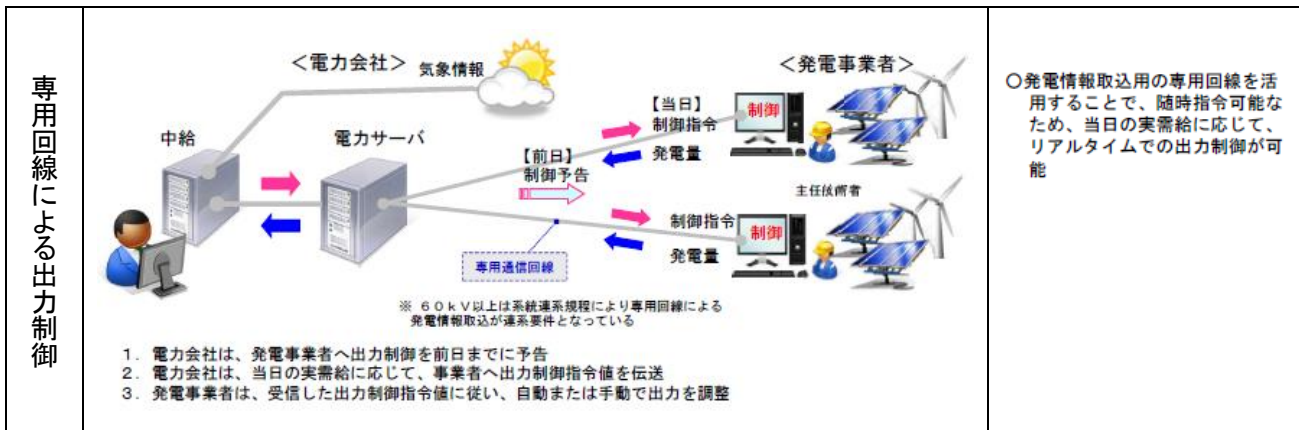 専用回線による出力制御
<電力会社>
気象情報
<発電事業者>
中給
電力サーバ
【当日】
制御指令
発電量
制御
【前日】
制御予告
主任技術者
制御指令
発電量
制御
専用通信回線
※ 60kV以上は系統連系規程により専用回線による
発電情報取込が連系要件となっている
1. 電力会社は、発電事業者へ出力制御を前日までに予告
2. 電力会社は、当日の実需給に応じて、事業者へ出力制御指令値を伝送
3. 発電事業者は、受信した出力制御指令値に従い、自動または手動で出力を調整
○発電情報取込用の専用回線を活
用することで、随時指令可能な
ため、当日の実需給に応じて、
リアルタイムでの出力制御が可
能